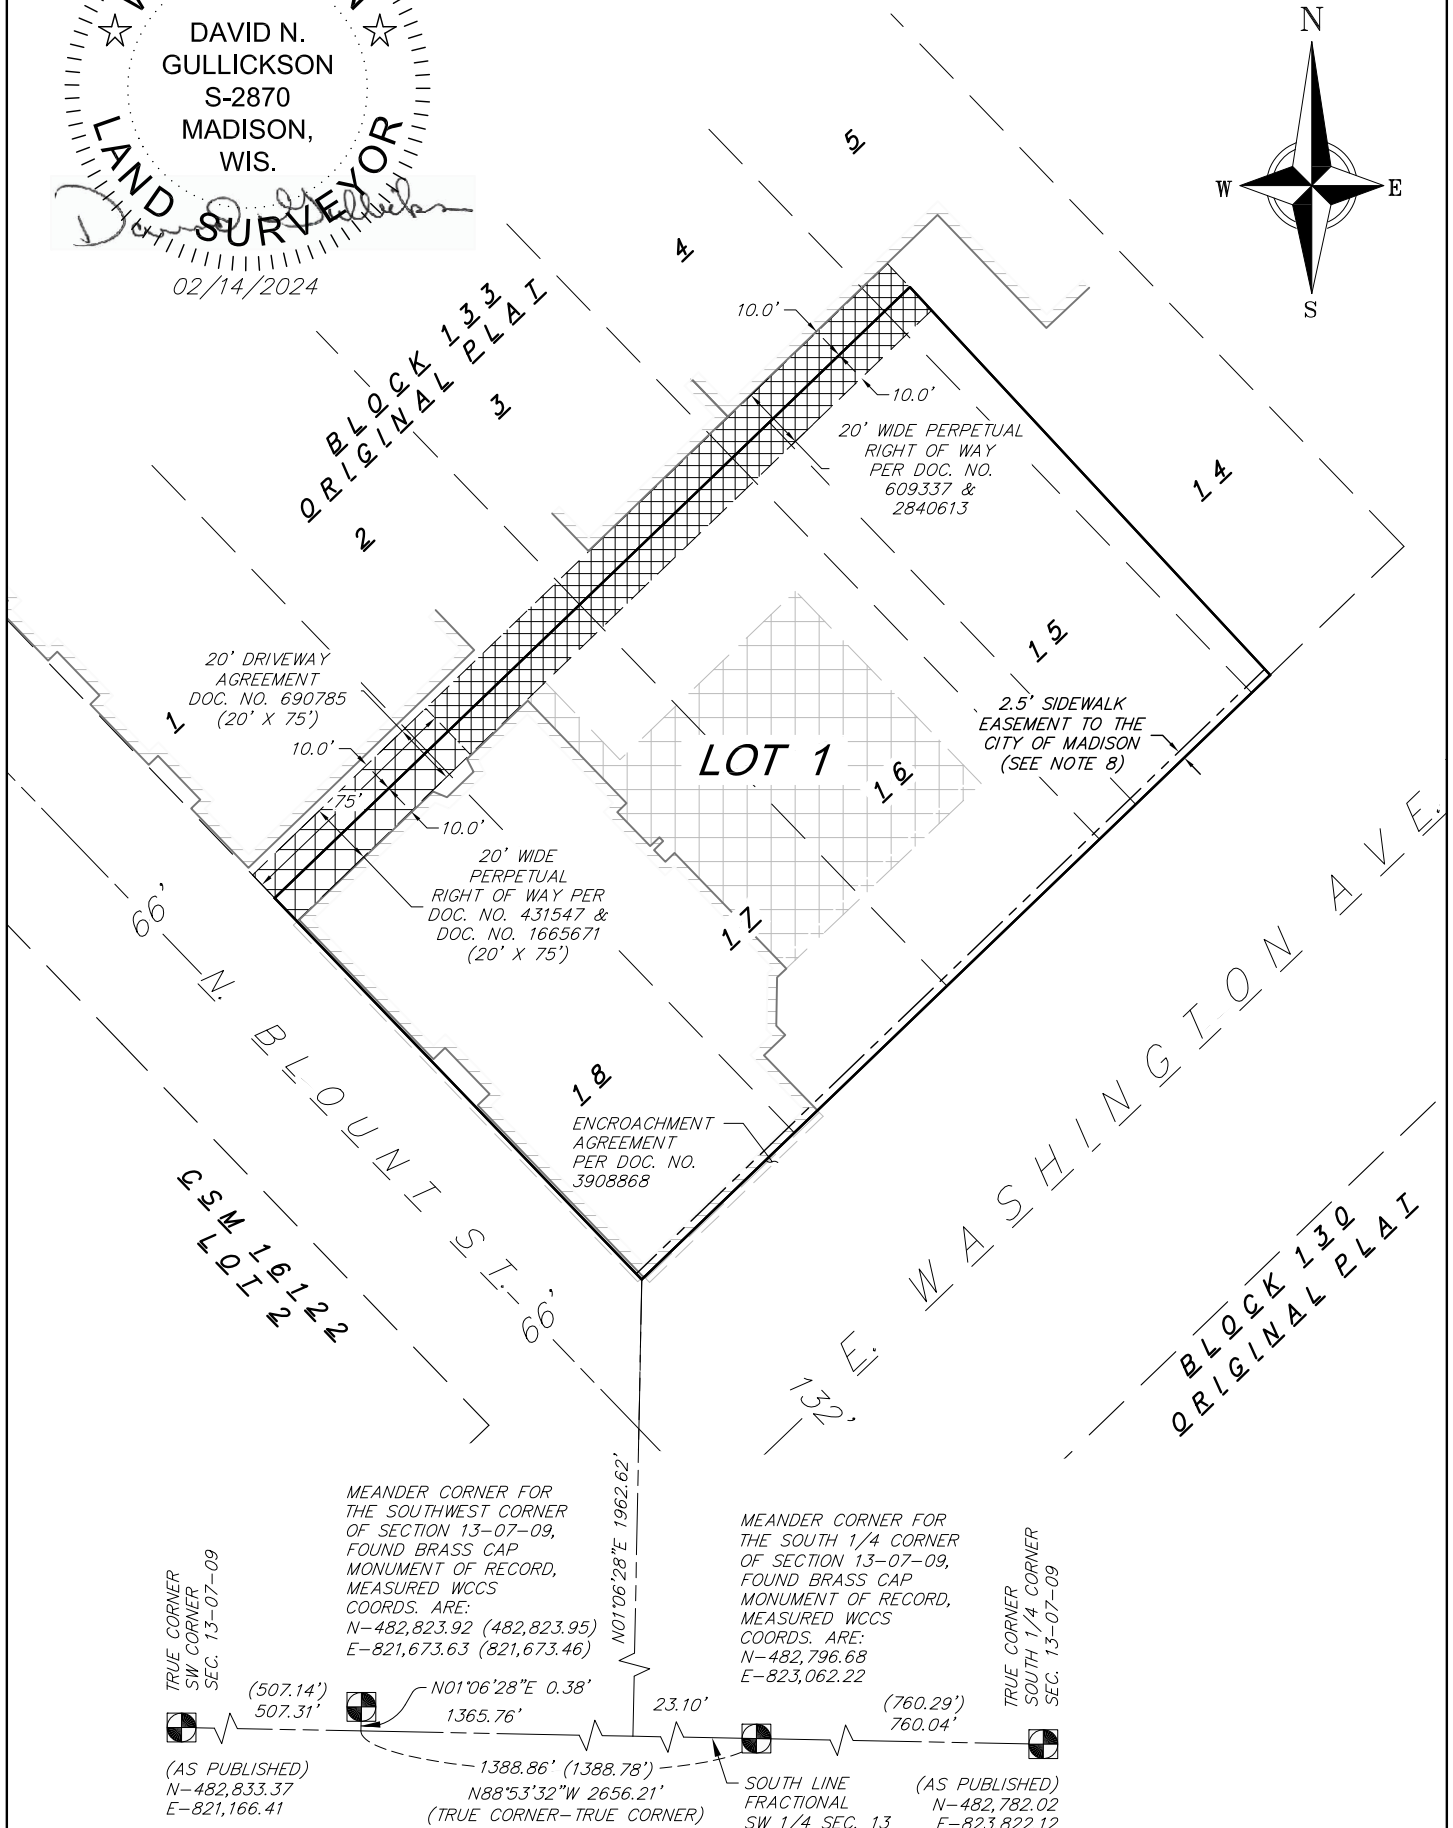 DAVID N.
GULLICKSON
S-2870
MADISON,
WIS.
LAND SURVEYOR
02/14/2024
N
W
E
S
5
4
BLOCK 133
ORIGINAL PLAT
3
2
1
10.0'
10.0'
20' WIDE PERPETUAL
RIGHT OF WAY
PER DOC. NO.
609337 &
2840613
14
15
20' DRIVEWAY
AGREEMENT
DOC. NO. 690785
(20' X 75')
10.0'
75'
10.0'
2.5' SIDEWALK
EASEMENT TO THE
CITY OF MADISON
(SEE NOTE 8)
LOT 1
16
20' WIDE
PERPETUAL
RIGHT OF WAY PER
DOC. NO. 431547 &
DOC. NO. 1665671
(20' X 75')
17
18
ENCROACHMENT
AGREEMENT
PER DOC. NO.
3908868
66'
N. BLOUNT ST.
66'
CSM 16122
LOT 2
E. WASHINGTON AVE.
132'
BLOCK 130
ORIGINAL PLAT
N01°06'28"E 1962.62'
MEANDER CORNER FOR
THE SOUTHWEST CORNER
OF SECTION 13-07-09,
FOUND BRASS CAP
MONUMENT OF RECORD,
MEASURED WCCS
COORDS. ARE:
N-482,823.92 (482,823.95)
E-821,673.63 (821,673.46)
MEANDER CORNER FOR
THE SOUTH 1/4 CORNER
OF SECTION 13-07-09,
FOUND BRASS CAP
MONUMENT OF RECORD,
MEASURED WCCS
COORDS. ARE:
N-482,796.68
E-823,062.22
TRUE CORNER
SW CORNER
SEC. 13-07-09
TRUE CORNER
SOUTH 1/4 CORNER
SEC. 13-07-09
(507.14')
507.31'
N01°06'28"E 0.38'
1365.76'
23.10'
(760.29')
760.04'
(AS PUBLISHED)
N-482,833.37
E-821,166.41
1388.86' (1388.78')
N88°53'32"W 2656.21'
(TRUE CORNER-TRUE CORNER)
SOUTH LINE
FRACTIONAL
SW 1/4 SEC. 13
(AS PUBLISHED)
N-482,782.02
E-823,822.12